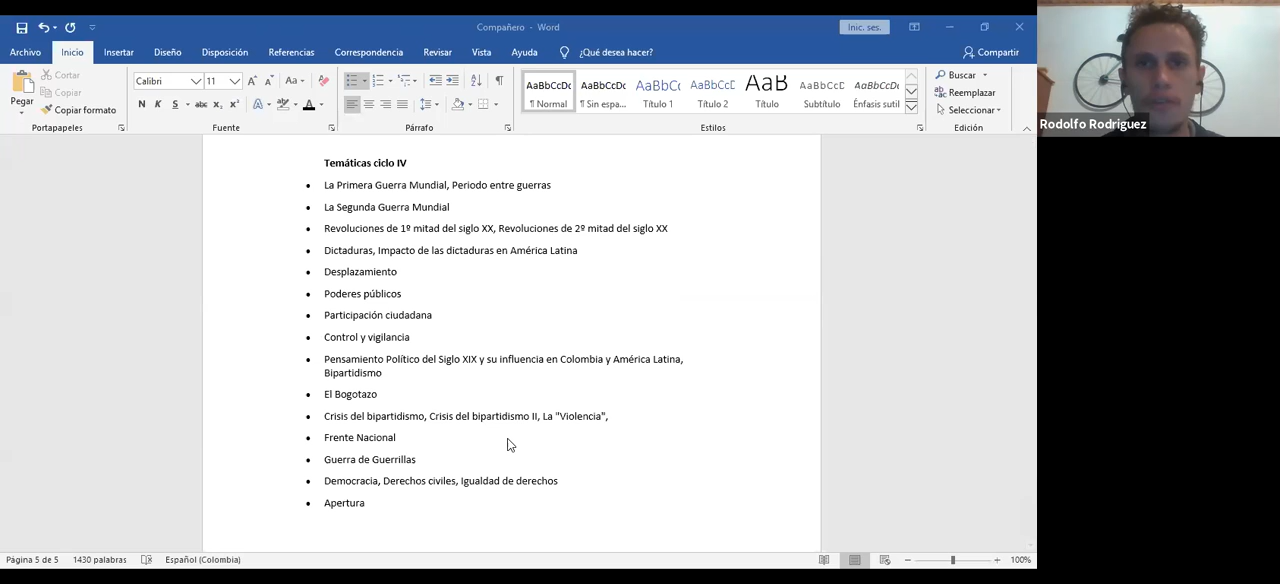 Compañero - Word
Inic. ses.
Archivo Inicio Insertar Diseño Disposición Referencias Correspondencia Revisar Vista Ayuda ¿Qué desea hacer? Compartir
Pegar
Cortar
Copiar
Copiar formato
Portapapeles
Calibri 11
N K S abc x₂ x²
Fuente
Párrafo
AaBbCcDc AaBbCcDc AaBbC( AaBbCcD AaB AaBbCcD AaBbCcDc
¶ Normal ¶ Sin espa... Título 1 Título 2 Título Subtítulo Énfasis sutil
Estilos
Buscar
Reemplazar
Seleccionar
Edición
Rodolfo Rodriguez
Temáticas ciclo IV
• La Primera Guerra Mundial, Periodo entre guerras
• La Segunda Guerra Mundial
• Revoluciones de 1º mitad del siglo XX, Revoluciones de 2º mitad del siglo XX
• Dictaduras, Impacto de las dictaduras en América Latina
• Desplazamiento
• Poderes públicos
• Participación ciudadana
• Control y vigilancia
• Pensamiento Político del Siglo XIX y su influencia en Colombia y América Latina,
Bipartidismo
• El Bogotazo
• Crisis del bipartidismo, Crisis del bipartidismo II, La "Violencia",
• Frente Nacional
• Guerra de Guerrillas
• Democracia, Derechos civiles, Igualdad de derechos
• Apertura
Página 5 de 5 1430 palabras Español (Colombia) 100%